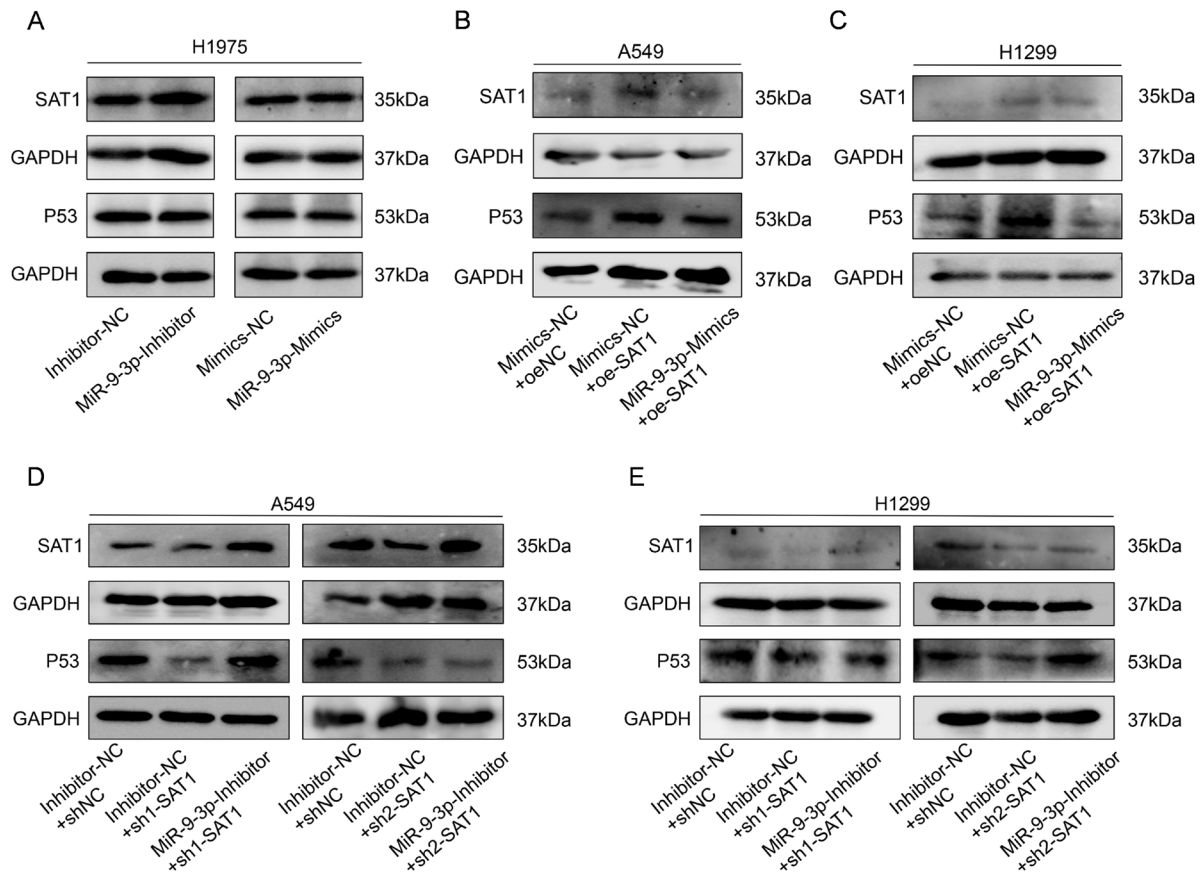 A
H1975
SAT1
35kDa
GAPDH
37kDa
P53
53kDa
GAPDH
37kDa
Inhibitor-NC
MiR-9-3p-Inhibitor
Mimics-NC
MiR-9-3p-Mimics
B
A549
SAT1
35kDa
GAPDH
37kDa
P53
53kDa
GAPDH
37kDa
Mimics-NC
+oeNC
Mimics-NC
+oe-SAT1
MiR-9-3p-Mimics
+oe-SAT1
C
H1299
SAT1
35kDa
GAPDH
37kDa
P53
53kDa
GAPDH
37kDa
Mimics-NC
+oeNC
Mimics-NC
+oe-SAT1
MiR-9-3p-Mimics
+oe-SAT1
D
A549
SAT1
35kDa
GAPDH
37kDa
P53
53kDa
GAPDH
37kDa
Inhibitor-NC
+shNC
Inhibitor-NC
+sh1-SAT1
MiR-9-3p-Inhibitor
+sh1-SAT1
Inhibitor-NC
+shNC
Inhibitor-NC
+sh2-SAT1
MiR-9-3p-Inhibitor
+sh2-SAT1
E
H1299
SAT1
35kDa
GAPDH
37kDa
P53
53kDa
GAPDH
37kDa
Inhibitor-NC
+shNC
Inhibitor-NC
+sh1-SAT1
MiR-9-3p-Inhibitor
+sh1-SAT1
Inhibitor-NC
+shNC
Inhibitor-NC
+sh2-SAT1
MiR-9-3p-Inhibitor
+sh2-SAT1